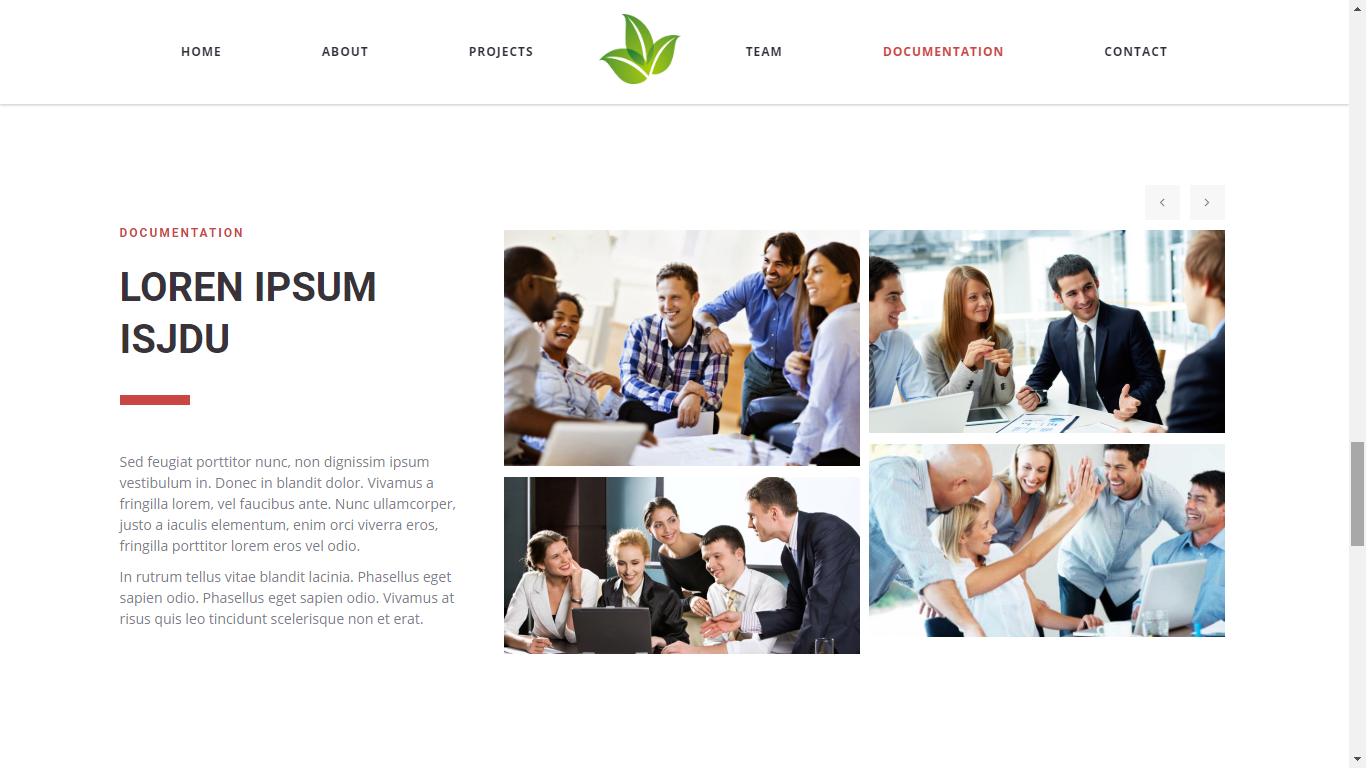 HOME
ABOUT
PROJECTS
TEAM
DOCUMENTATION
CONTACT
DOCUMENTATION
LOREN IPSUM
ISJDU
Sed feugiat porttitor nunc, non dignissim ipsum
vestibulum in. Donec in blandit dolor. Vivamus a
fringilla lorem, vel faucibus ante. Nunc ullamcorper,
justo a iaculis elementum, enim orci viverra eros,
fringilla porttitor lorem eros vel odio.
In rutrum tellus vitae blandit lacinia. Phasellus eget
sapien odio. Phasellus eget sapien odio. Vivamus at
risus quis leo tincidunt scelerisque non et erat.